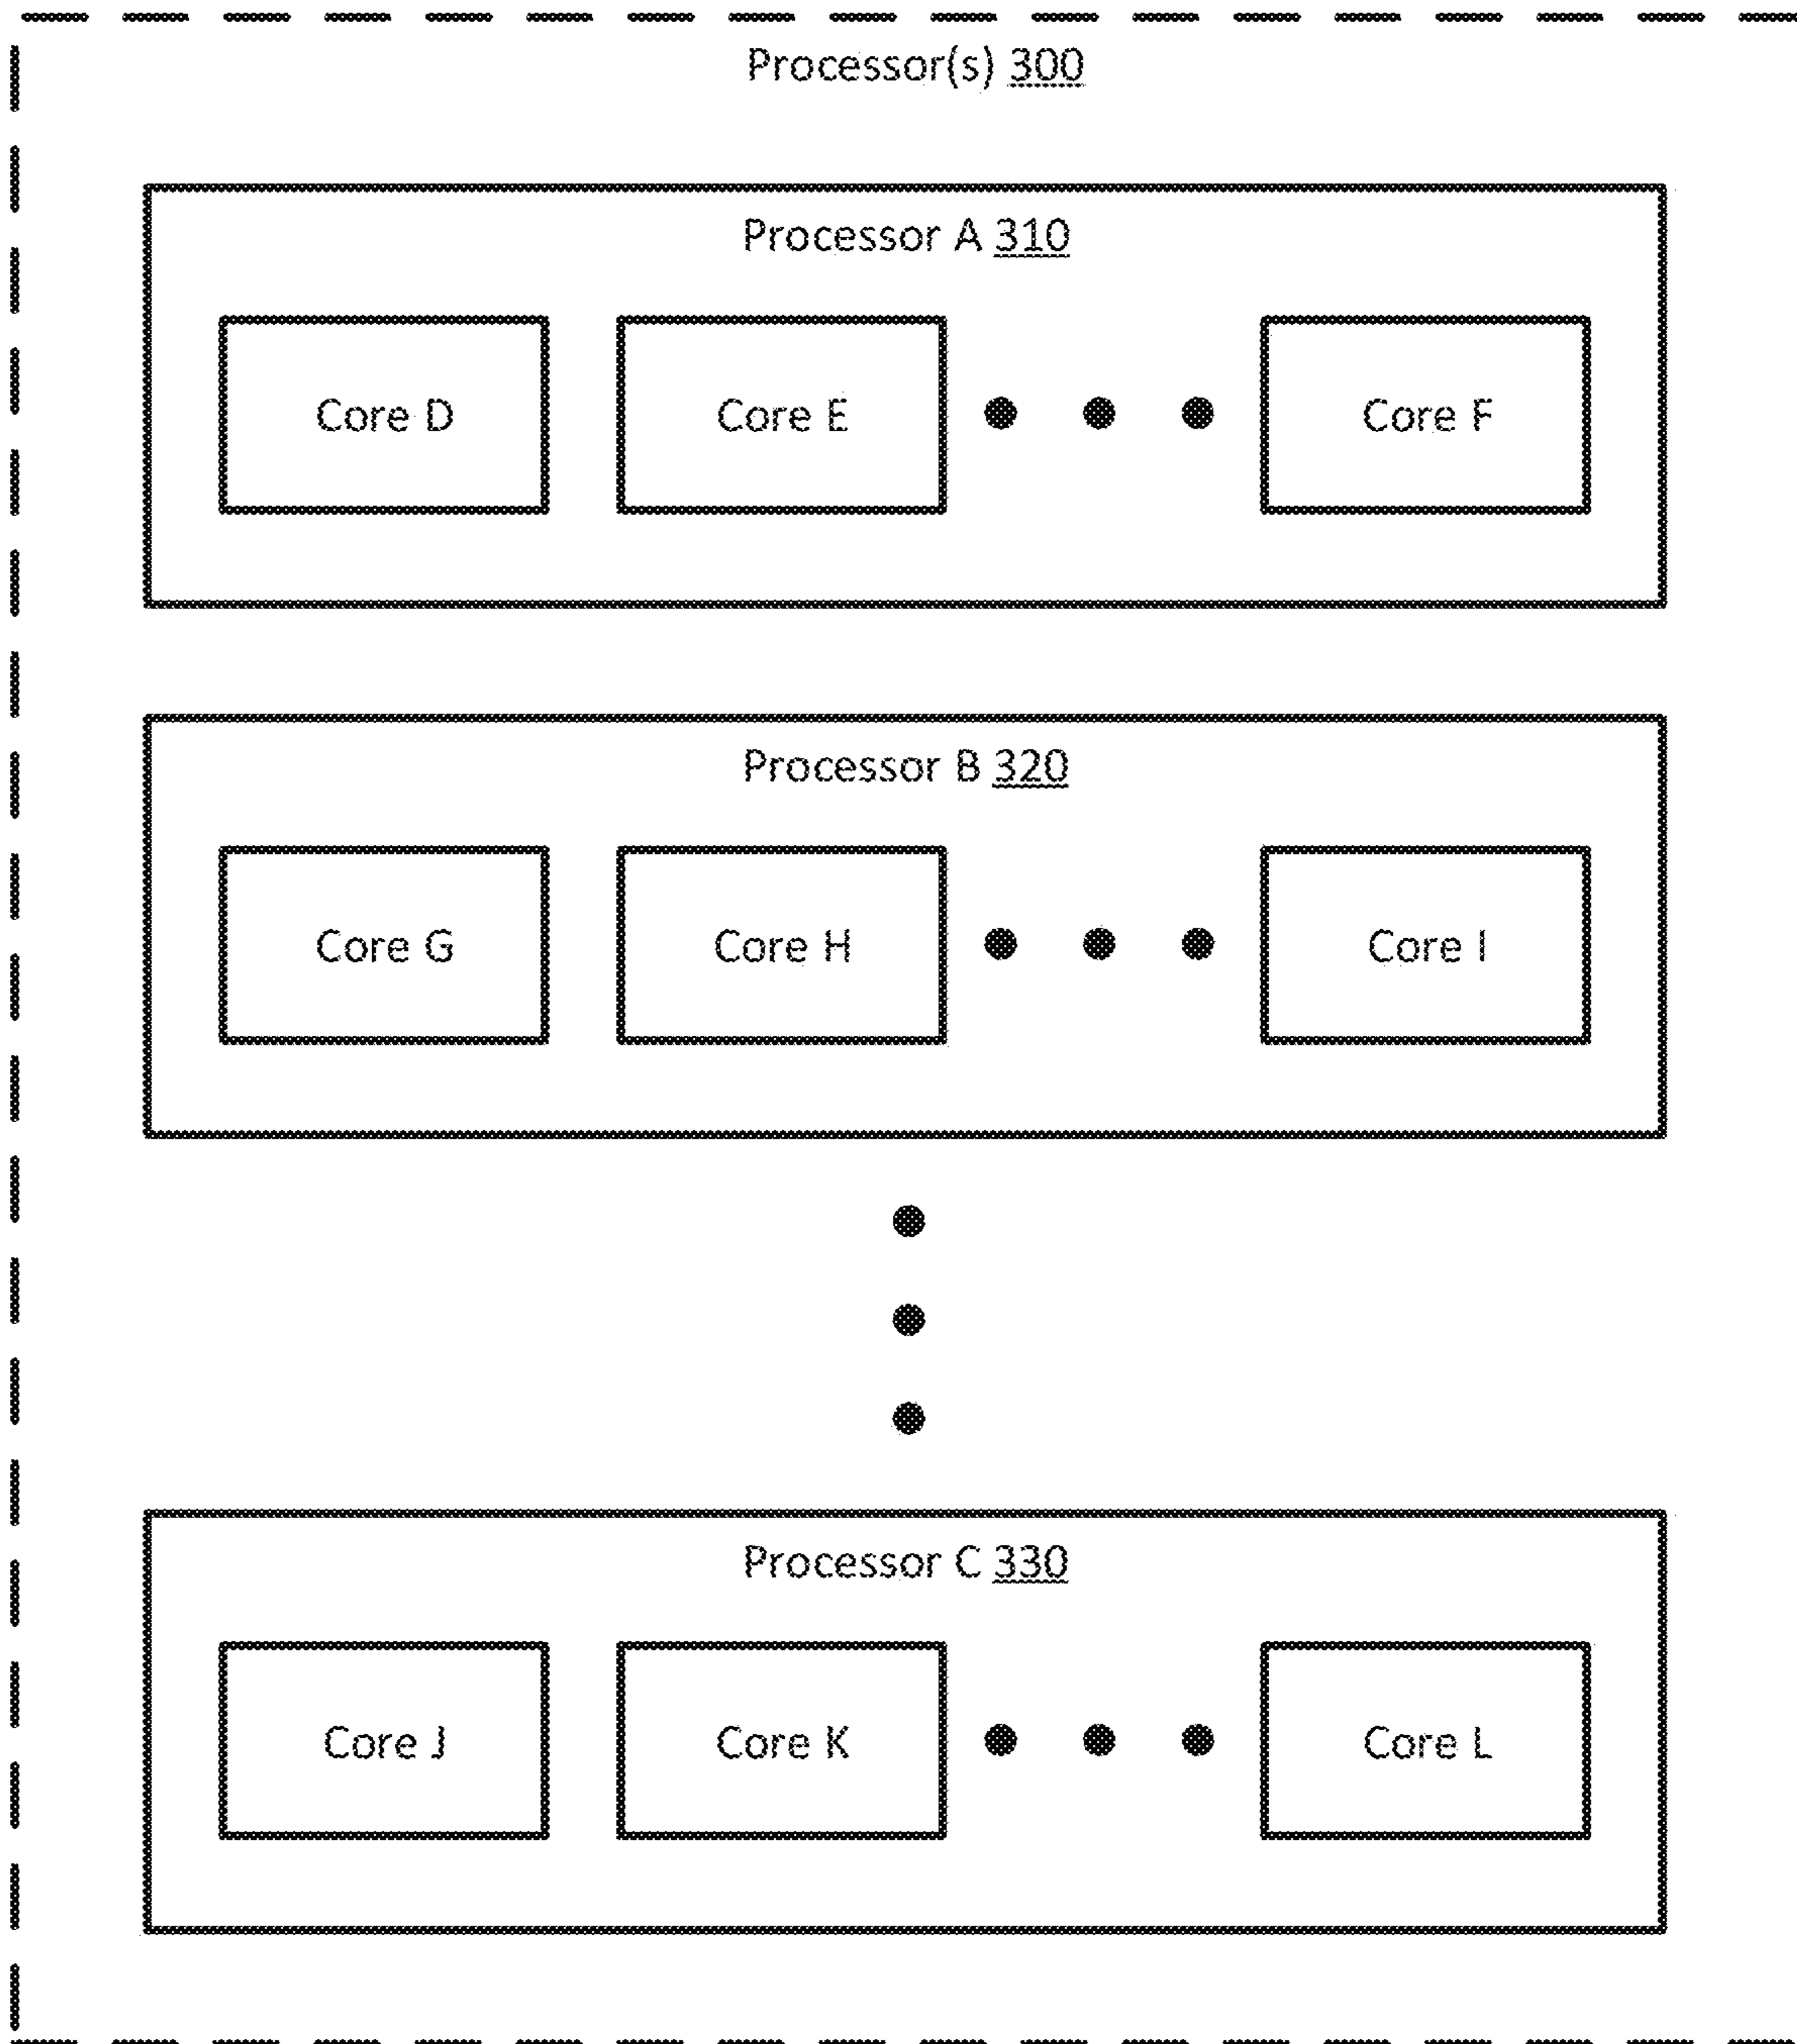 Processor(s) 300
Processor A 310
Core D
Core E
Core F
Processor B 320
Core G
Core H
Core I
Processor C 330
Core J
Core K
Core L